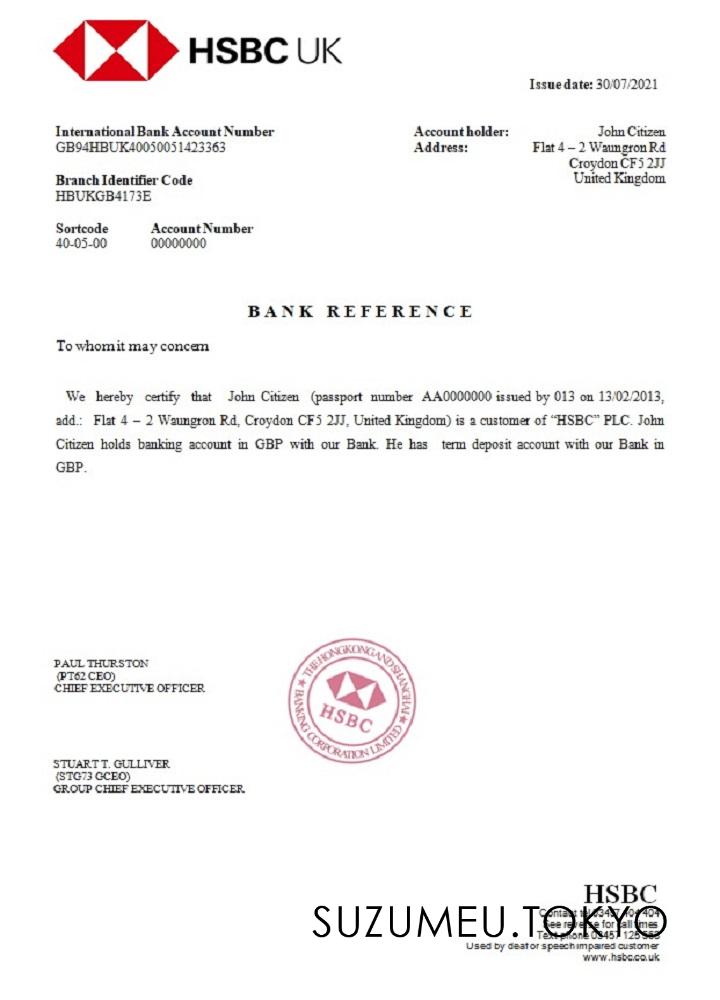 HSBC UK
Issue date: 30/07/2021
International Bank Account Number
GB94HBUK40050051423363
Account holder: John Citizen
Address: Flat 4 – 2 Waungron Rd
Croydon CF5 2JJ
United Kingdom
Branch Identifier Code
HBUKGB4173E
Sortcode Account Number
40-05-00 00000000
BANK REFERENCE
To whom it may concern
We hereby certify that John Citizen (passport number AA0000000 issued by 013 on 13/02/2013,
add.: Flat 4 – 2 Waungron Rd, Croydon CF5 2JJ, United Kingdom) is a customer of “HSBC” PLC. John
Citizen holds banking account in GBP with our Bank. He has term deposit account with our Bank in
GBP.
PAUL THURSTON
(PT62 CEO)
CHIEF EXECUTIVE OFFICER
THE HONGKONG AND SHANGHAI
HSBC
BANKING CORPORATION LIMITED
STUART T. GULLIVER
(STG73 GCEO)
GROUP CHIEF EXECUTIVE OFFICER
HSBC
SUZUMEU.TOKYO
Contact tel 03457 404 404
See reverse for call times
Text phone 03457 125
Used by deaf or speech impaired customer
www.hsbc.co.uk